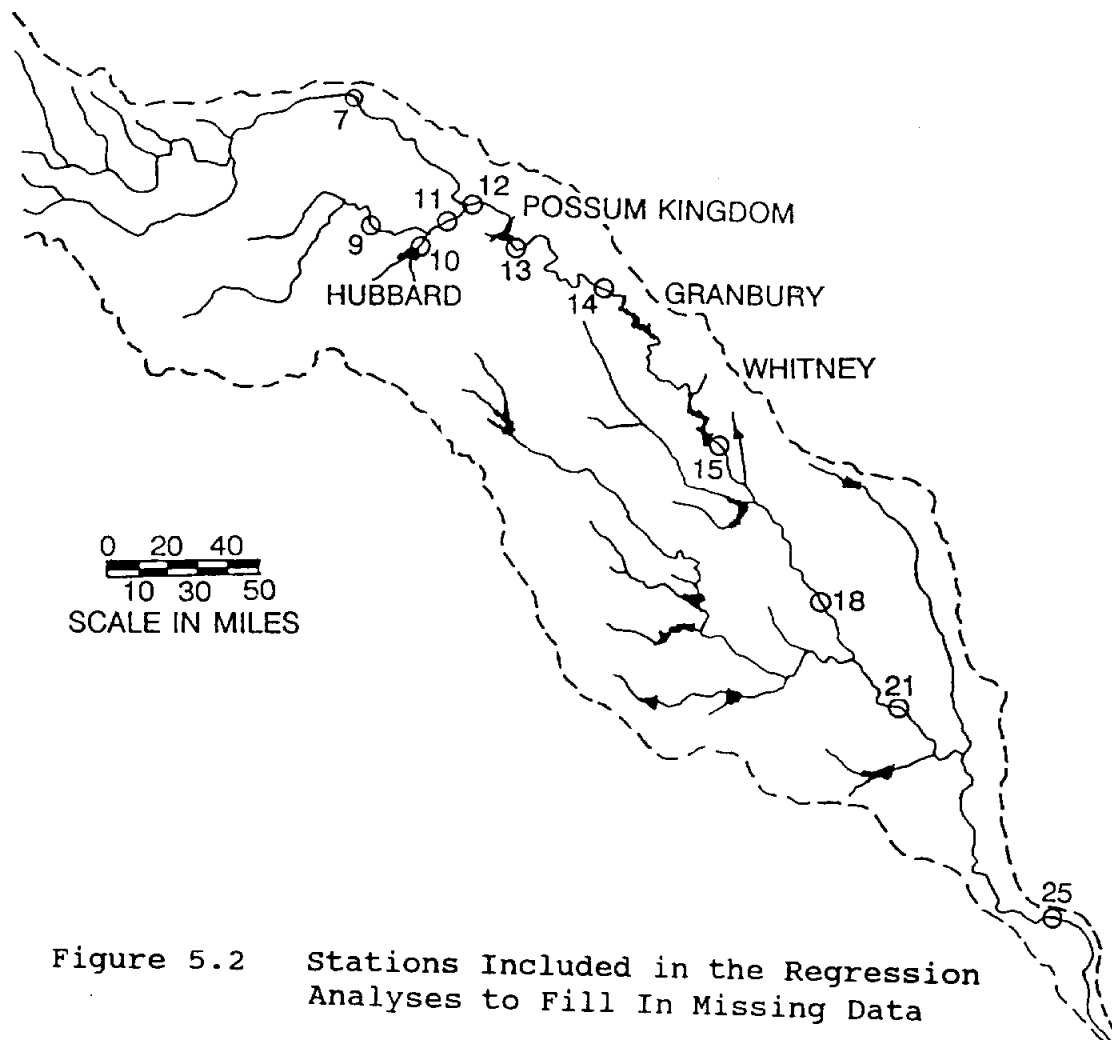 7
12
11
POSSUM KINGDOM
9
10
13
HUBBARD
14
GRANBURY
WHITNEY
15
0 20 40
10 30 50
SCALE IN MILES
18
21
25
Figure 5.2 Stations Included in the Regression
Analyses to Fill In Missing Data